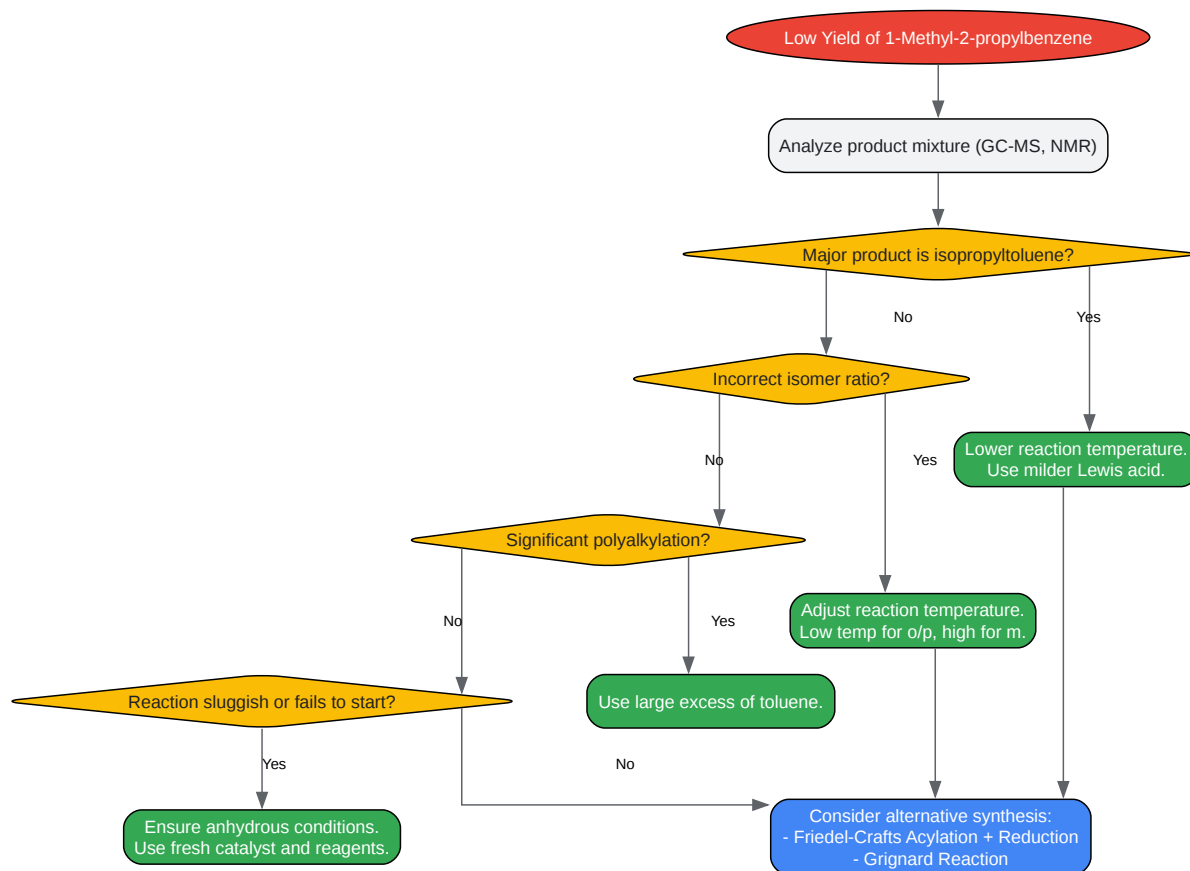 Low Yield of 1-Methyl-2-propylbenzene
Analyze product mixture (GC-MS, NMR)
Major product is isopropyltoluene?
No
Yes
Incorrect isomer ratio?
No
Yes
Lower reaction temperature.
Use milder Lewis acid.
Significant polyalkylation?
No
Yes
Adjust reaction temperature.
Low temp for o/p, high for m.
Reaction sluggish or fails to start?
Use large excess of toluene.
Yes
No
Ensure anhydrous conditions.
Use fresh catalyst and reagents.
Consider alternative synthesis:
- Friedel-Crafts Acylation + Reduction
- Grignard Reaction